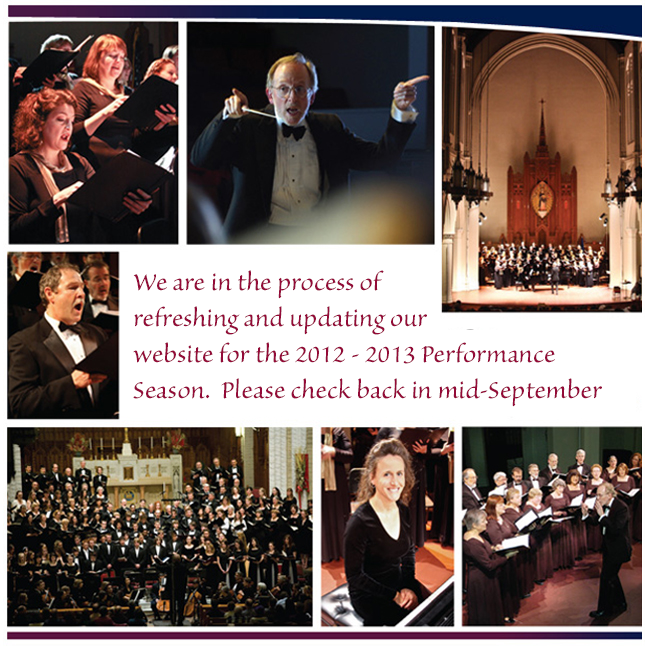 We are in the process of
refreshing and updating our
website for the 2012 - 2013 Performance
Season.  Please check back in mid-September